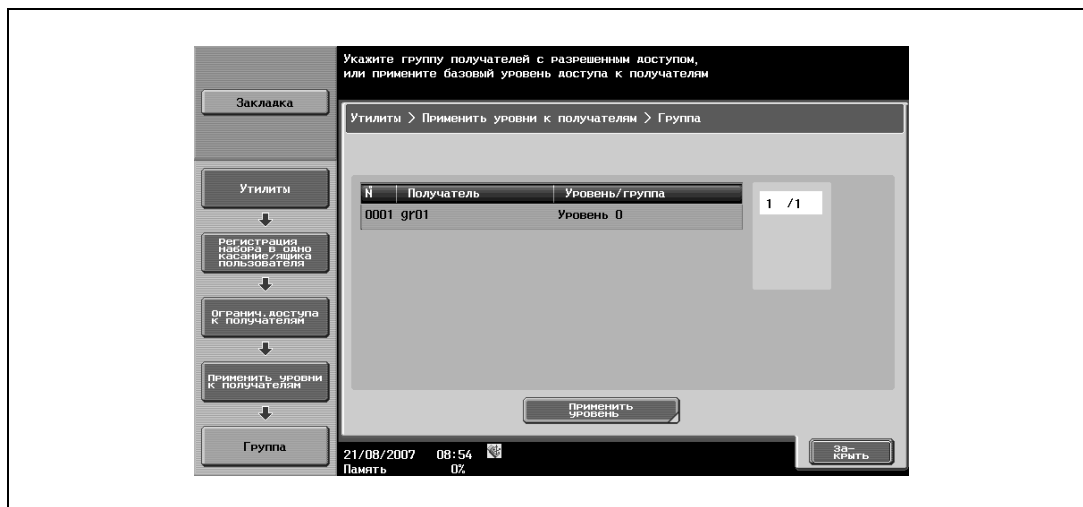 Укажите группу получателей с разрешенным доступом,
или примените базовый уровень доступа к получателям
Закладка
Утилиты > Применить уровни к получателям > Группа
Утилиты
Регистрация
набора в одно
касание/ящика
пользователя
Огранич.доступа
к получателям
Применить уровни
к получателям
Группа
N Получатель Уровень/группа
0001 gr01 Уровень 0
1 /1
Применить
уровень
21/08/2007 08:54
Память 0%
За-
крыть